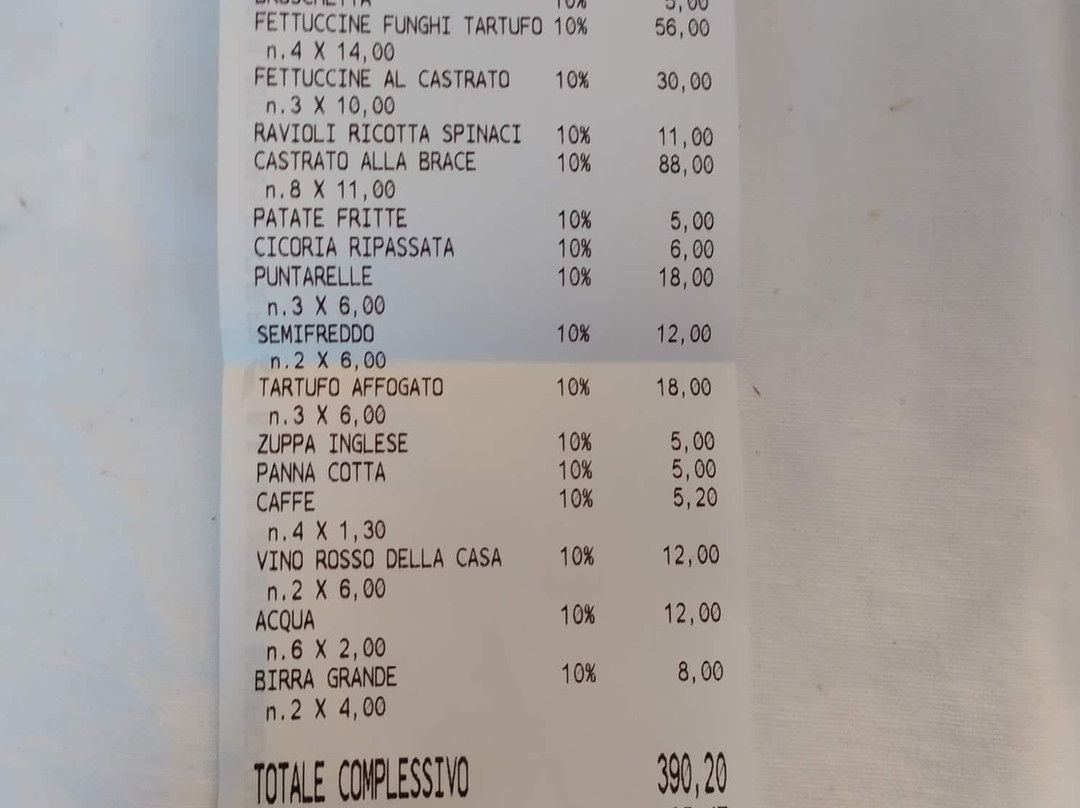 BRUSCHETTA 10% 5,00
FETTUCCINE FUNGHI TARTUFO 10% 56,00
n.4 X 14,00
FETTUCCINE AL CASTRATO 10% 30,00
n.3 X 10,00
RAVIOLI RICOTTA SPINACI 10% 11,00
CASTRATO ALLA BRACE 10% 88,00
n.8 X 11,00
PATATE FRITTE 10% 5,00
CICORIA RIPASSATA 10% 6,00
PUNTARELLE 10% 18,00
n.3 X 6,00
SEMIFREDDO 10% 12,00
n.2 X 6,00
TARTUFO AFFOGATO 10% 18,00
n.3 X 6,00
ZUPPA INGLESE 10% 5,00
PANNA COTTA 10% 5,00
CAFFE 10% 5,20
n.4 X 1,30
VINO ROSSO DELLA CASA 10% 12,00
n.2 X 6,00
ACQUA 10% 12,00
n.6 X 2,00
BIRRA GRANDE 10% 8,00
n.2 X 4,00
TOTALE COMPLESSIVO 390,20